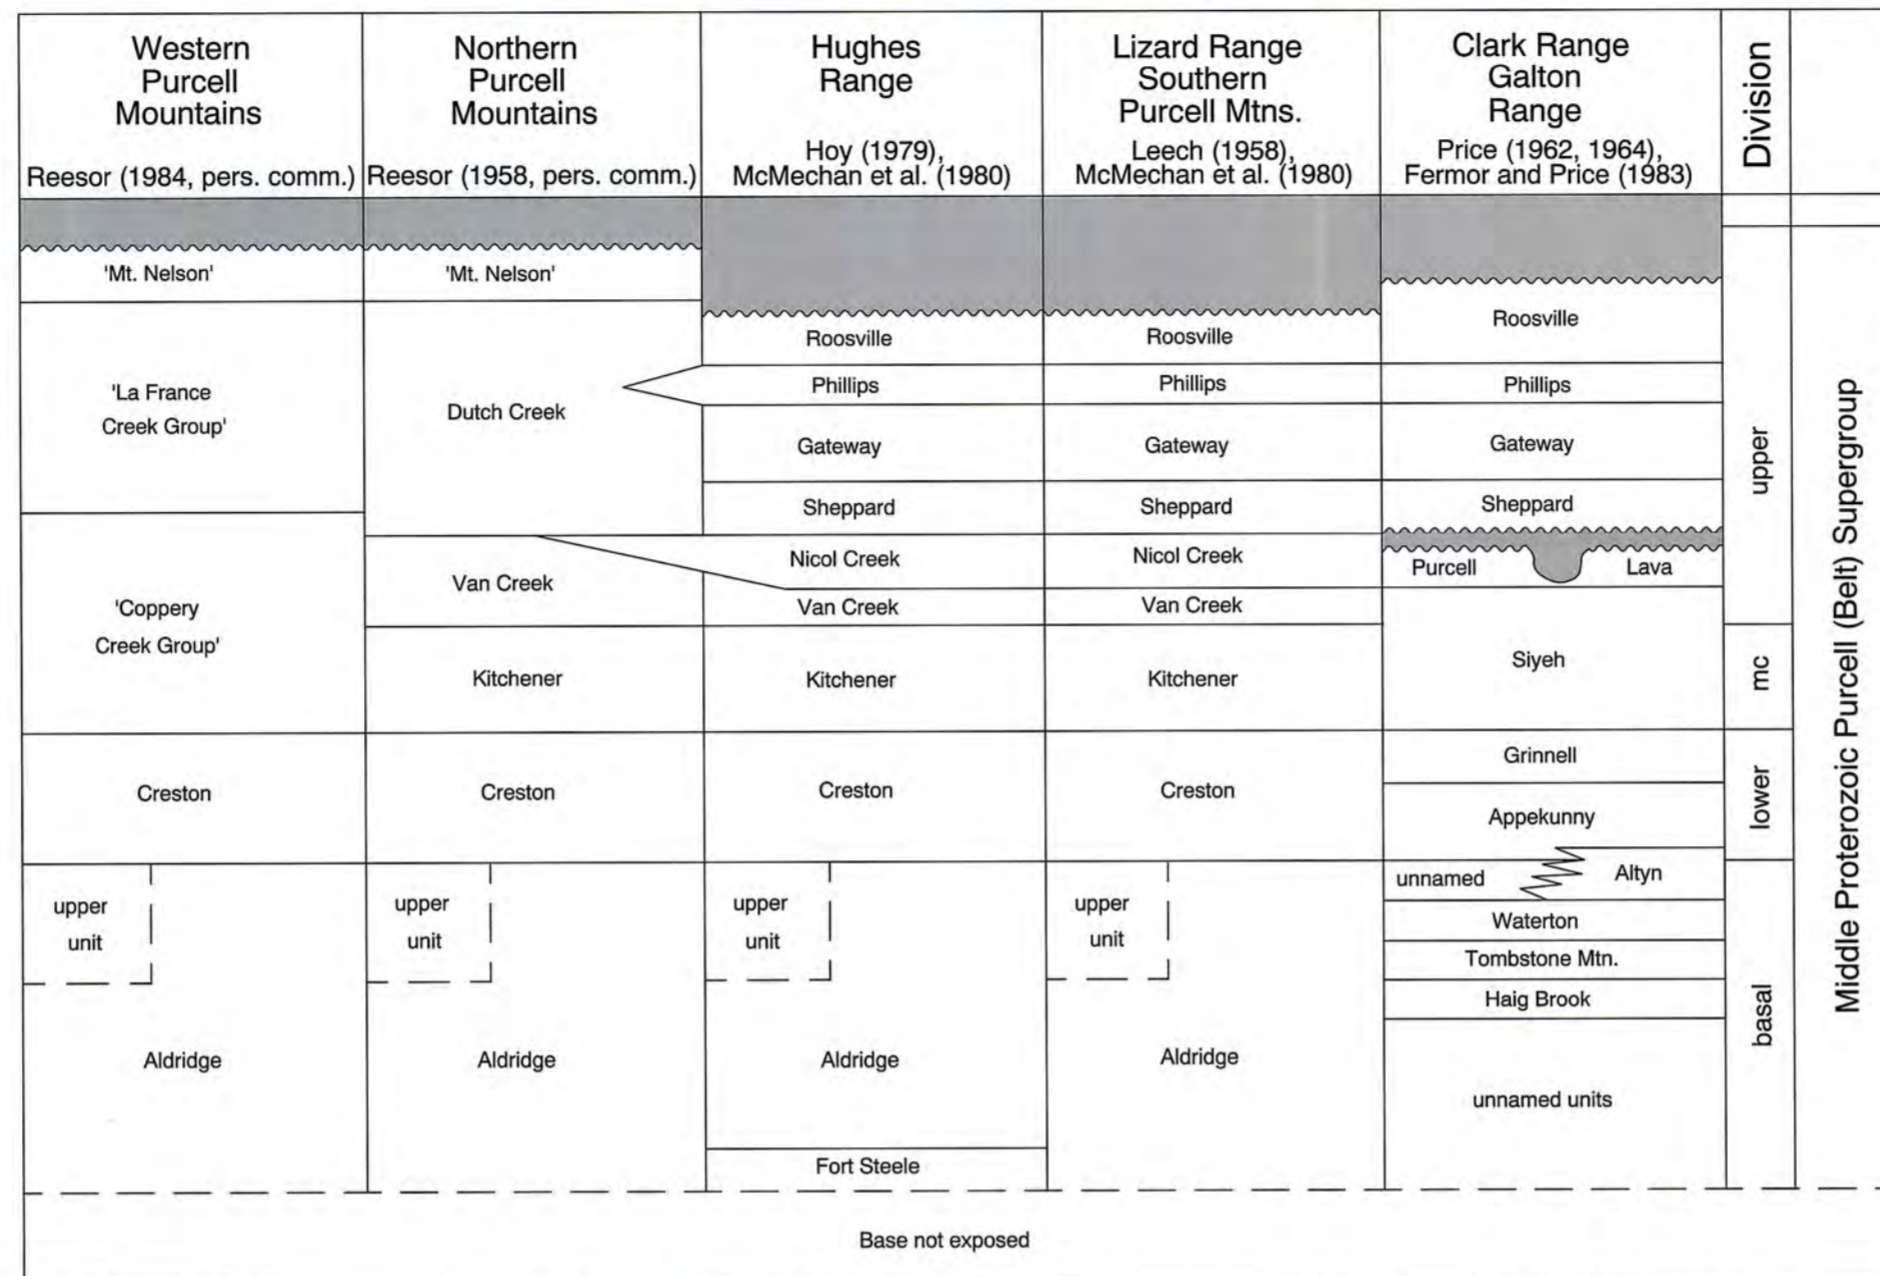 Western
Purcell
Mountains
Reesor (1984, pers. comm.)
Northern
Purcell
Mountains
Reesor (1958, pers. comm.)
Hughes
Range
Hoy (1979),
McMechan et al. (1980)
Lizard Range
Southern
Purcell Mtns.
Leech (1958),
McMechan et al. (1980)
Clark Range
Galton
Range
Price (1962, 1964),
Fermor and Price (1983)
Division
'Mt. Nelson'
'La France
Creek Group'
'Coppery
Creek Group'
Creston
upper
unit
Aldridge
'Mt. Nelson'
Dutch Creek
Van Creek
Kitchener
Creston
upper
unit
Aldridge
Roosville
Phillips
Gateway
Sheppard
Nicol Creek
Van Creek
Kitchener
Creston
upper
unit
Aldridge
Fort Steele
Roosville
Phillips
Gateway
Sheppard
Nicol Creek
Van Creek
Kitchener
Creston
upper
unit
Aldridge
Roosville
Phillips
Gateway
Sheppard
Purcell Lava
Siyeh
Grinnell
Appekunny
unnamed Altyn
Waterton
Tombstone Mtn.
Haig Brook
unnamed units
upper
mc
lower
basal
Middle Proterozoic Purcell (Belt) Supergroup
Base not exposed